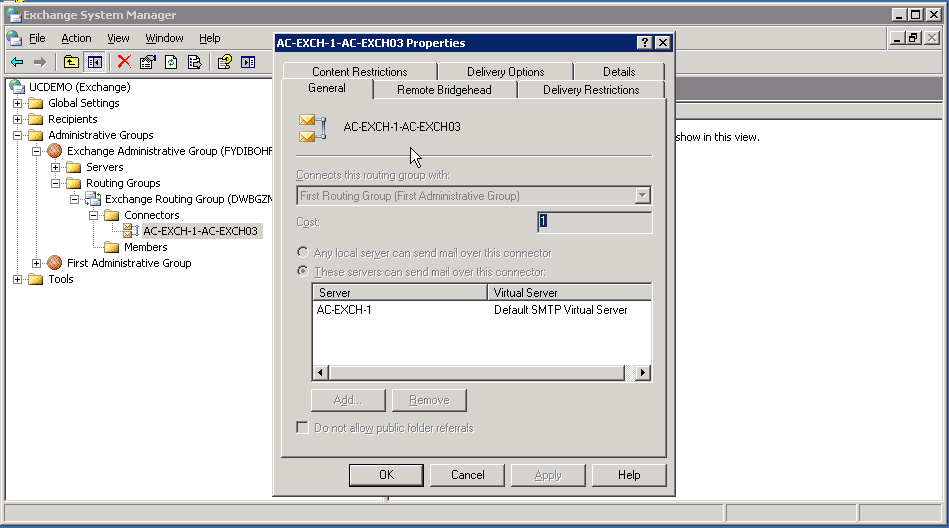 Exchange System Manager
File Action View Window Help
UCDEMO (Exchange)
Global Settings
Recipients
Administrative Groups
Exchange Administrative Group (FYDIBOHF
Servers
Routing Groups
Exchange Routing Group (DWBGZM
Connectors
AC-EXCH-1-AC-EXCH03
Members
First Administrative Group
Tools
show in this view.
AC-EXCH-1-AC-EXCH03 Properties
Content Restrictions Delivery Options Details
General Remote Bridgehead Delivery Restrictions
AC-EXCH-1-AC-EXCH03
Connects this routing group with:
First Routing Group (First Administrative Group)
Cost: 1
Any local server can send mail over this connector
These servers can send mail over this connector:
Server Virtual Server
AC-EXCH-1 Default SMTP Virtual Server
Add... Remove
Do not allow public folder referrals
OK Cancel Apply Help